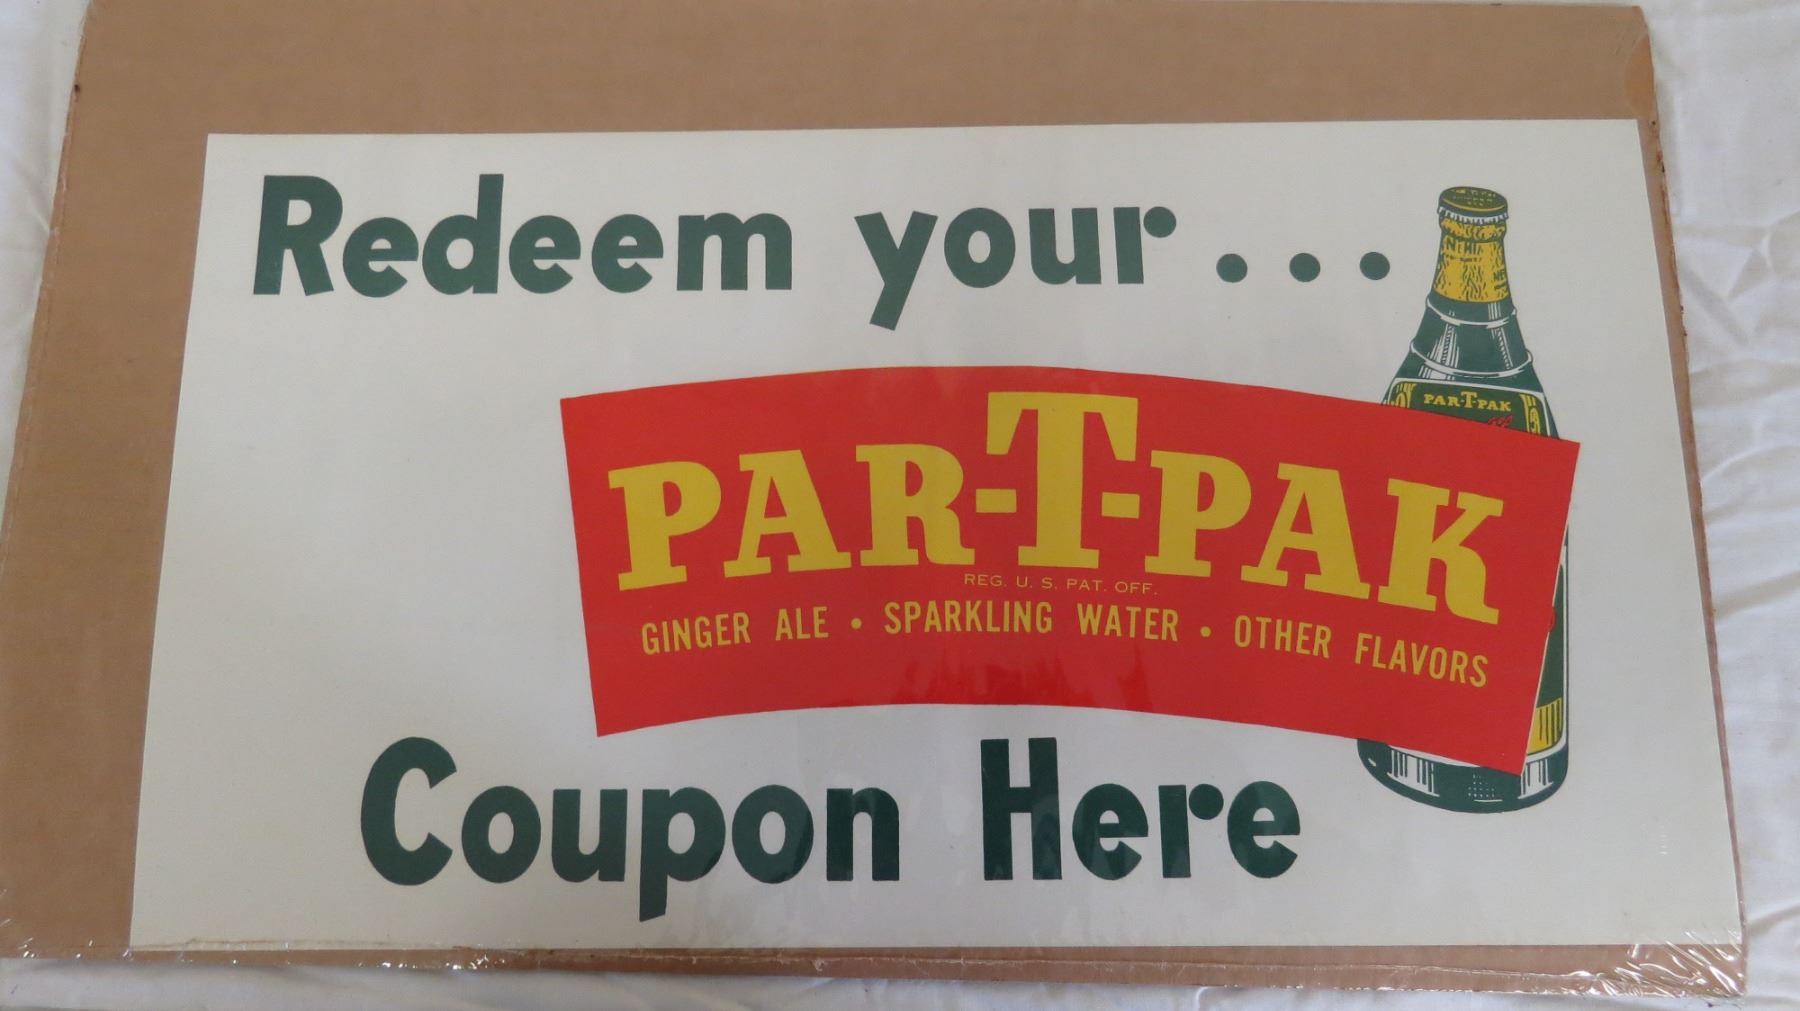 Redeem your...
PAR-T-PAK
PAR-T-PAK
REG. U. S. PAT. OFF.
GINGER ALE • SPARKLING WATER • OTHER FLAVORS
Coupon Here